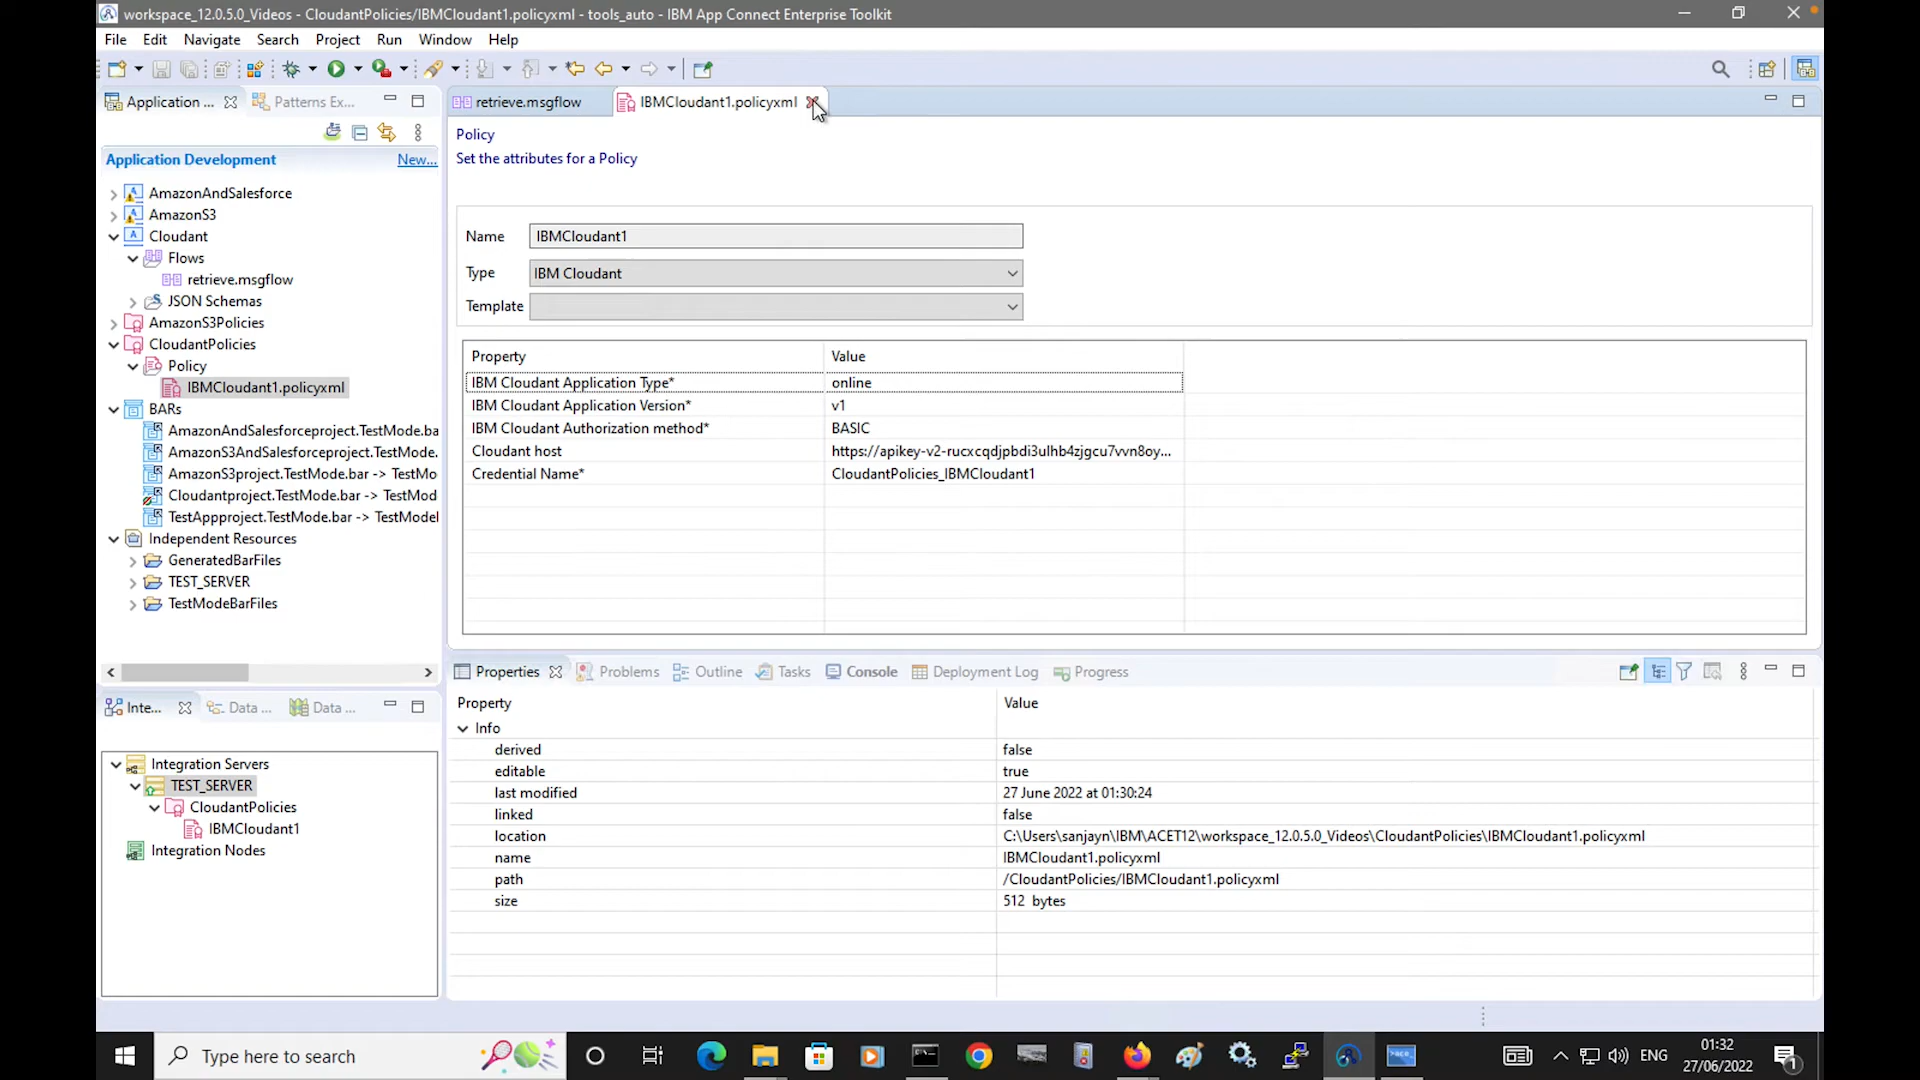 workspace_12.0.5.0_Videos - CloudantPolicies/IBMCloudant1.policyxml - tools_auto - IBM App Connect Enterprise Toolkit
File Edit Navigate Search Project Run Window Help
Application ... Patterns Ex...
Application Development New...
AmazonAndSalesforce
AmazonS3
Cloudant
Flows
retrieve.msgflow
JSON Schemas
AmazonS3Policies
CloudantPolicies
Policy
IBMCloudant1.policyxml
BARs
AmazonAndSalesforceproject.TestMode.ba
AmazonS3AndSalesforceproject.TestMode.
AmazonS3project.TestMode.bar -> TestMo
Cloudantproject.TestMode.bar -> TestMod
TestAppproject.TestMode.bar -> TestModel
Independent Resources
GeneratedBarFiles
TEST_SERVER
TestModeBarFiles
Inte... Data ... Data ...
Integration Servers
TEST_SERVER
CloudantPolicies
IBMCloudant1
Integration Nodes
retrieve.msgflow IBMCloudant1.policyxml
Policy
Set the attributes for a Policy
Name IBMCloudant1
Type IBM Cloudant
Template
Property Value
IBM Cloudant Application Type* online
IBM Cloudant Application Version* v1
IBM Cloudant Authorization method* BASIC
Cloudant host https://apikey-v2-rucxcqdjpbdi3ulhb4zjgcu7vvn8oy...
Credential Name* CloudantPolicies_IBMCloudant1
Properties Problems Outline Tasks Console Deployment Log Progress
Property Value
Info
derived false
editable true
last modified 27 June 2022 at 01:30:24
linked false
location C:\Users\sanjayn\IBM\ACET12\workspace_12.0.5.0_Videos\CloudantPolicies\IBMCloudant1.policyxml
name IBMCloudant1.policyxml
path /CloudantPolicies/IBMCloudant1.policyxml
size 512 bytes
Type here to search
ENG
01:32
27/06/2022
1